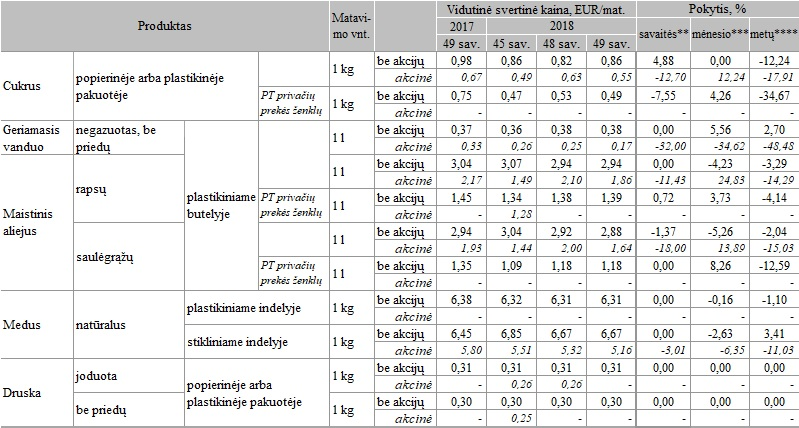 Produktas Matavi- Vidutinė svertinė kaina, EUR/mat. Pokytis, %
mo vnt. 2017 2018 savaitės** mėnesio*** metų****
49 sav. 45 sav. 48 sav. 49 sav.
Cukrus popierinėje arba plastikinėje pakuotėje 1 kg be akcijų 0,98 0,86 0,82 0,86 4,88 0,00 -12,24
akcinė 0,67 0,49 0,63 0,55 -12,70 12,24 -17,91
PT privačių prekės ženklų 1 kg be akcijų 0,75 0,47 0,53 0,49 -7,55 4,26 -34,67
akcinė - - - - - - -
Geriamasis vanduo negazuotas, be priedų plastikiniame butelyje 1 l be akcijų 0,37 0,36 0,38 0,38 0,00 5,56 2,70
akcinė 0,33 0,26 0,25 0,17 -32,00 -34,62 -48,48
Maistinis aliejus rapsų 1 l be akcijų 3,04 3,07 2,94 2,94 0,00 -4,23 -3,29
akcinė 2,17 1,49 2,10 1,86 -11,43 24,83 -14,29
PT privačių prekės ženklų 1 l be akcijų 1,45 1,34 1,38 1,39 0,72 3,73 -4,14
akcinė - 1,28 - - - - -
saulėgrąžų 1 l be akcijų 2,94 3,04 2,92 2,88 -1,37 -5,26 -2,04
akcinė 1,93 1,44 2,00 1,64 -18,00 13,89 -15,03
PT privačių prekės ženklų 1 l be akcijų 1,35 1,09 1,18 1,18 0,00 8,26 -12,59
akcinė - - - - - - -
Medus natūralus plastikiniame indelyje 1 kg be akcijų 6,38 6,32 6,31 6,31 0,00 -0,16 -1,10
akcinė - - - - - - -
stikliniame indelyje 1 kg be akcijų 6,45 6,85 6,67 6,67 0,00 -2,63 3,41
akcinė 5,80 5,51 5,32 5,16 -3,01 -6,35 -11,03
Druska joduota popierinėje arba plastikinėje pakuotėje 1 kg be akcijų 0,31 0,31 0,31 0,31 0,00 0,00 0,00
akcinė - 0,26 0,26 - - - -
be priedų 1 kg be akcijų 0,30 0,30 0,30 0,30 0,00 0,00 0,00
akcinė - 0,25 - - - - -